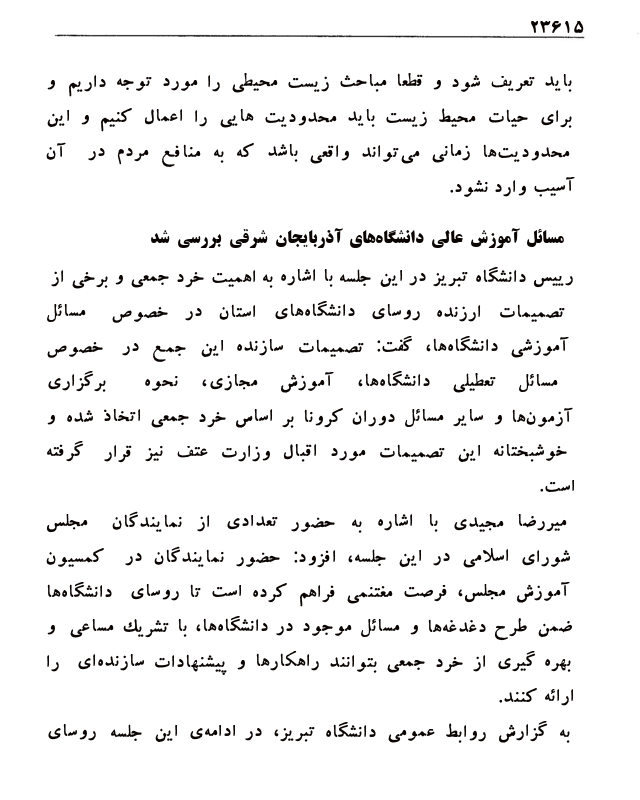 ۲۳۶۱۵
باید تعریف شود و قطعا مباحث زیست محیطی را مورد توجه داریم و
برای حیات محیط زیست باید محدودیت هایی را اعمال کنیم و این
محدودیت‌ها زمانی می‌تواند واقعی باشد که به منافع مردم در آن
آسیب وارد نشود.
مسائل آموزش عالی دانشگاه‌های آذربایجان شرقی بررسی شد
رییس دانشگاه تبریز در این جلسه با اشاره به اهمیت خرد جمعی و برخی از
تصمیمات ارزنده روسای دانشگاه‌های استان در خصوص مسائل
آموزشی دانشگاه‌ها، گفت: تصمیمات سازنده این جمع در خصوص
مسائل تعطیلی دانشگاه‌ها، آموزش مجازی، نحوه برگزاری
آزمون‌ها و سایر مسائل دوران کرونا بر اساس خرد جمعی اتخاذ شده و
خوشبختانه این تصمیمات مورد اقبال وزارت عتف نیز قرار گرفته
است.
میررضا مجیدی با اشاره به حضور تعدادی از نمایندگان مجلس
شورای اسلامی در این جلسه، افزود: حضور نمایندگان در کمسیون
آموزش مجلس، فرصت مغتنمی فراهم کرده است تا روسای دانشگاه‌ها
ضمن طرح دغدغه‌ها و مسائل موجود در دانشگاه‌ها، با تشریك مساعی و
بهره گیری از خرد جمعی بتوانند راهکارها و پیشنهادات سازنده‌ای را
ارائه کنند.
به گزارش روابط عمومی دانشگاه تبریز، در ادامه‌ی این جلسه روسای